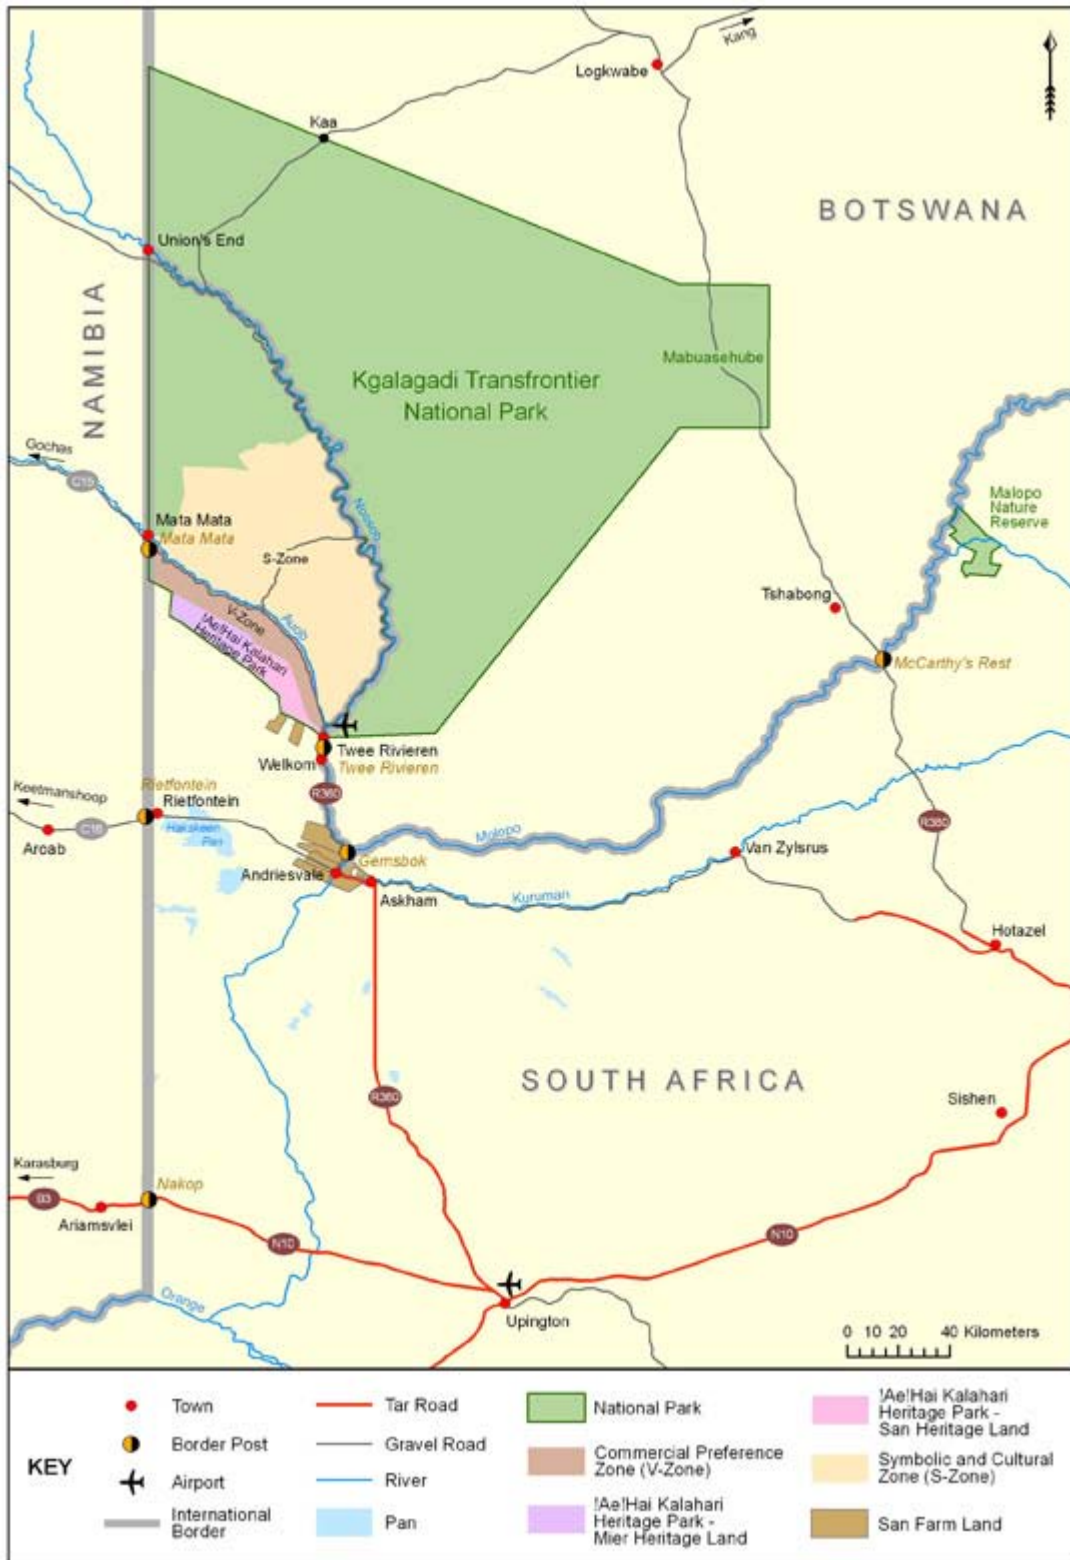 Kang
Logkwabe
Kaa
BOTSWANA
Union's End
NAMIBIA
Mabuasehube
Kgalagadi Transfrontier
National Park
Gochas
C15
Nossob
Malopo
Nature
Reserve
Mata Mata
Mata Mata
S-Zone
Tshabong
V-Zone
Auob
!Ae!Hai Kalahari
Heritage Park
McCarthy's Rest
Twee Rivieren
Welkom
Twee Rivieren
Rietfontein
Keetmanshoop
R360
Rietfontein
C16
Hakskeen
Pan
Aroab
Molopo
R380
Gemsbok
Van Zylsrus
Andriesvale
Askham
Kuruman
Hotazel
SOUTH AFRICA
R360
Sishen
Karasburg
Nakop
B3
Ariamsvlei
N10
N10
Orange
Upington
0 10 20 40 Kilometers
KEY
Town
Border Post
Airport
International
Border
Tar Road
Gravel Road
River
Pan
National Park
Commercial Preference
Zone (V-Zone)
!Ae!Hai Kalahari
Heritage Park -
Mier Heritage Land
!Ae!Hai Kalahari
Heritage Park -
San Heritage Land
Symbolic and Cultural
Zone (S-Zone)
San Farm Land